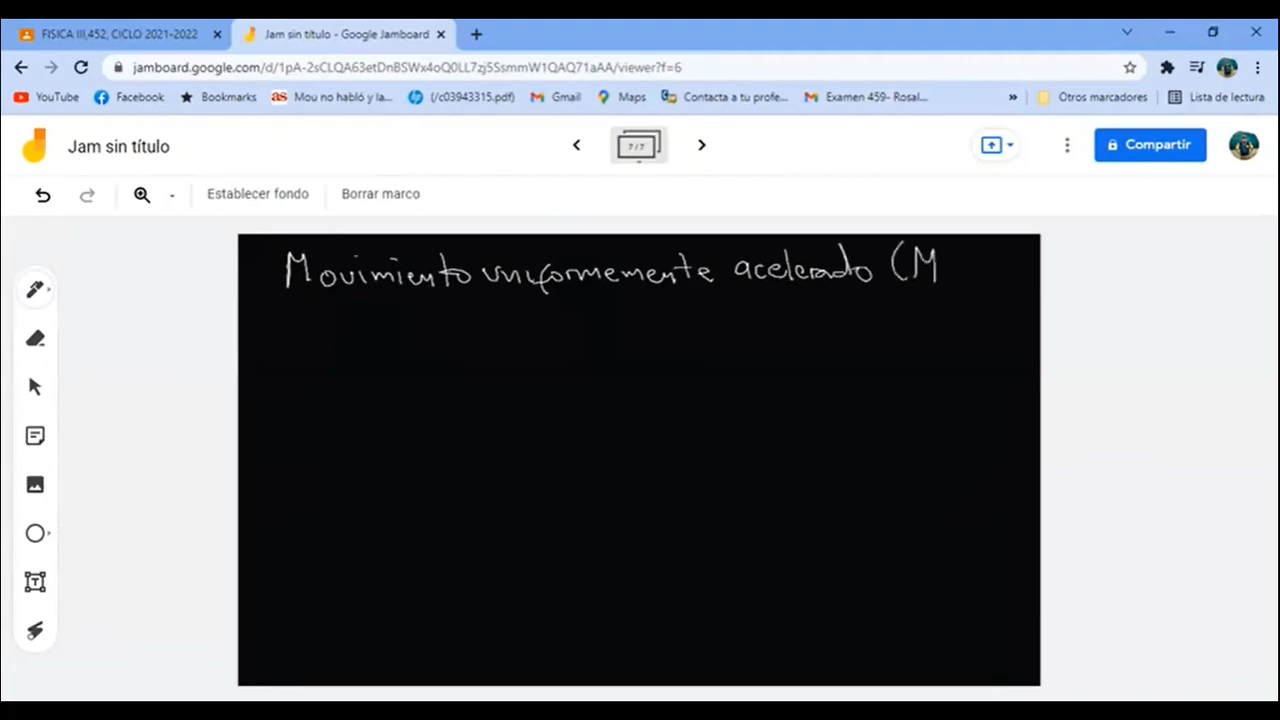 FISICA III,452, CICLO 2021-2022
Jam sin título - Google Jamboard
jamboard.google.com/d/1pA-2sCLQA63etDnBSWx4oQ0LL7zj5SsmmW1QAQ71aAA/viewer?f=6
YouTube Facebook Bookmarks as Mou no habló y la... (/c03943315.pdf) Gmail Maps Contacta a tu profe... Examen 459- Rosal... » Otros marcadores Lista de lectura
Jam sin título
7 / 7
Compartir
Establecer fondo Borrar marco
Movimiento uniformemente acelerado (M